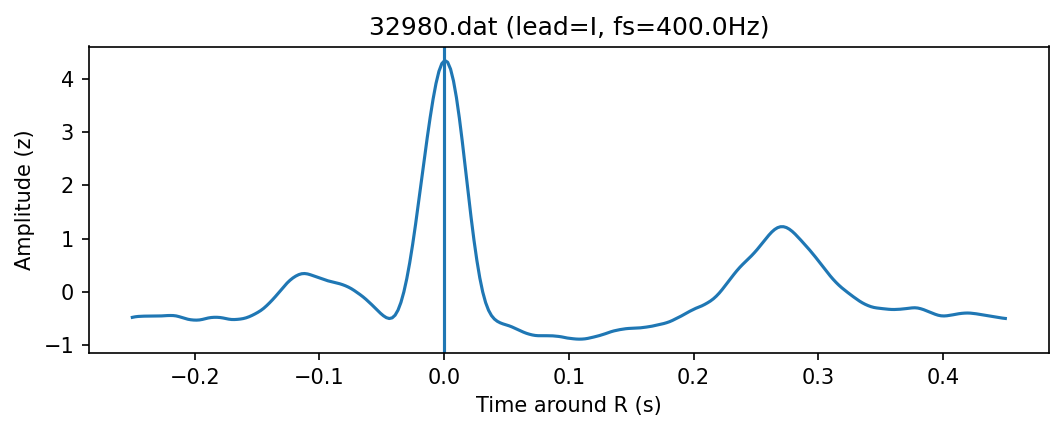 32980.dat (lead=I, fs=400.0Hz)
Amplitude (z)
4
3
2
1
0
−1
−0.2 −0.1 0.0 0.1 0.2 0.3 0.4
Time around R (s)